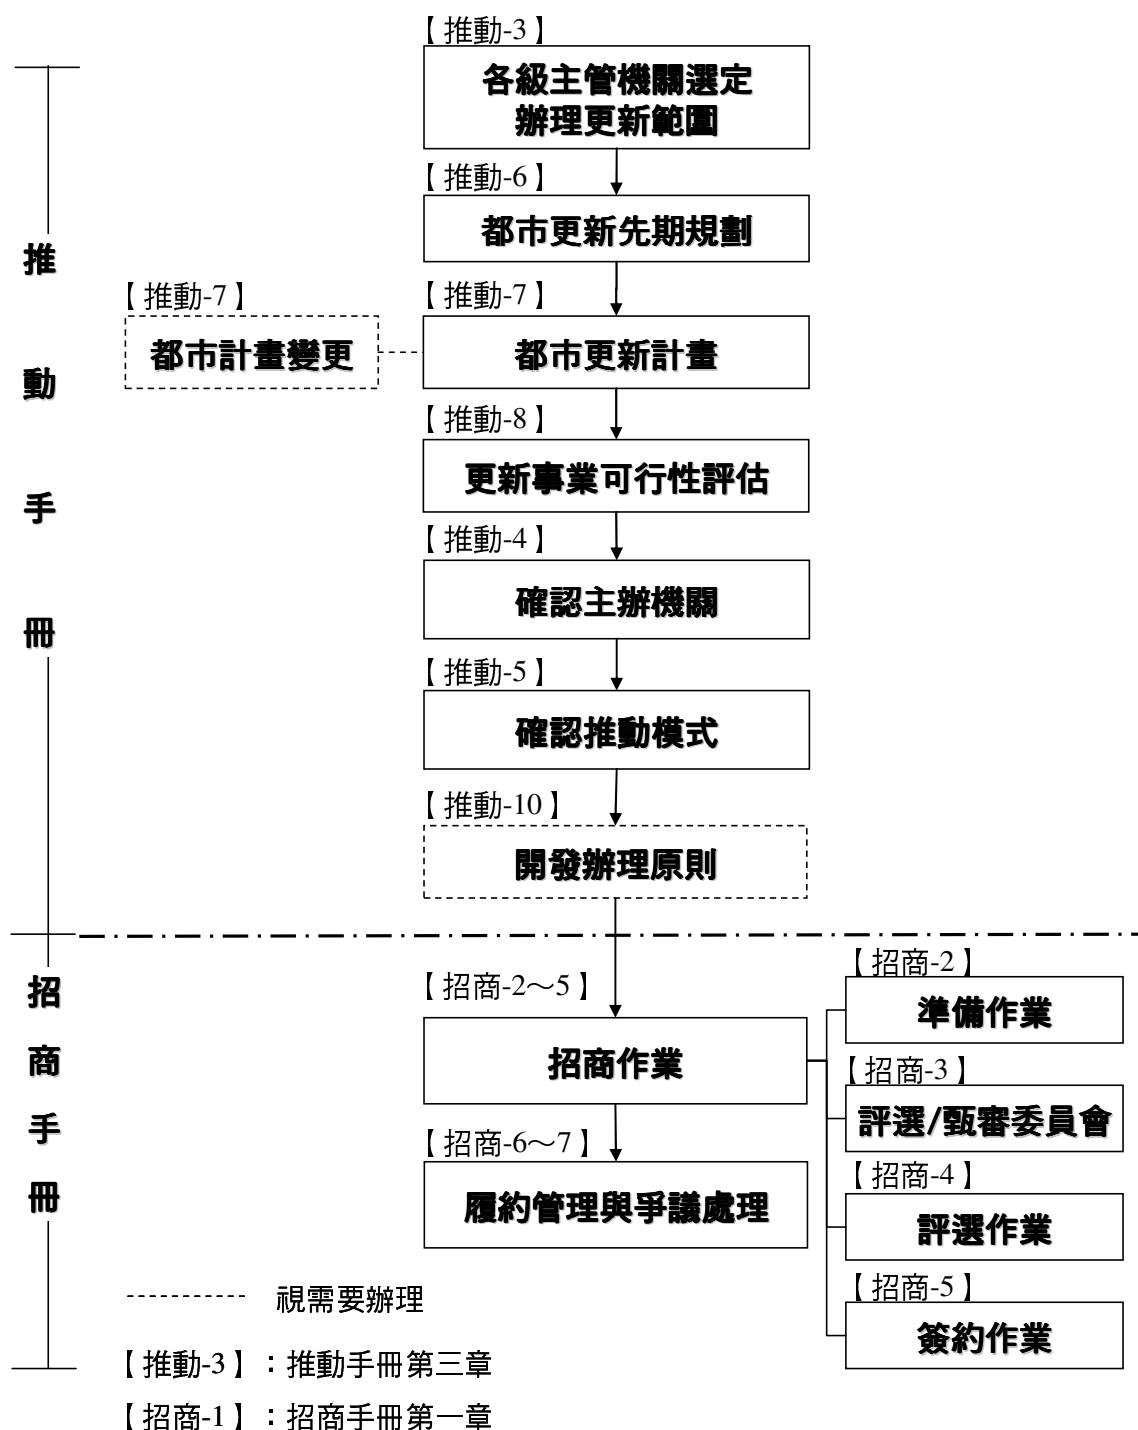 推動手冊
【推動-3】
各級主管機關選定
辦理更新範圍
【推動-6】
都市更新先期規劃
【推動-7】
都市計畫變更
【推動-7】
都市更新計畫
【推動-8】
更新事業可行性評估
【推動-4】
確認主辦機關
【推動-5】
確認推動模式
【推動-10】
開發辦理原則
招商手冊
【招商-2～5】
招商作業
【招商-2】
準備作業
【招商-3】
評選/甄審委員會
【招商-4】
評選作業
【招商-5】
簽約作業
【招商-6～7】
履約管理與爭議處理
視需要辦理
【推動-3】：推動手冊第三章
【招商-1】：招商手冊第一章